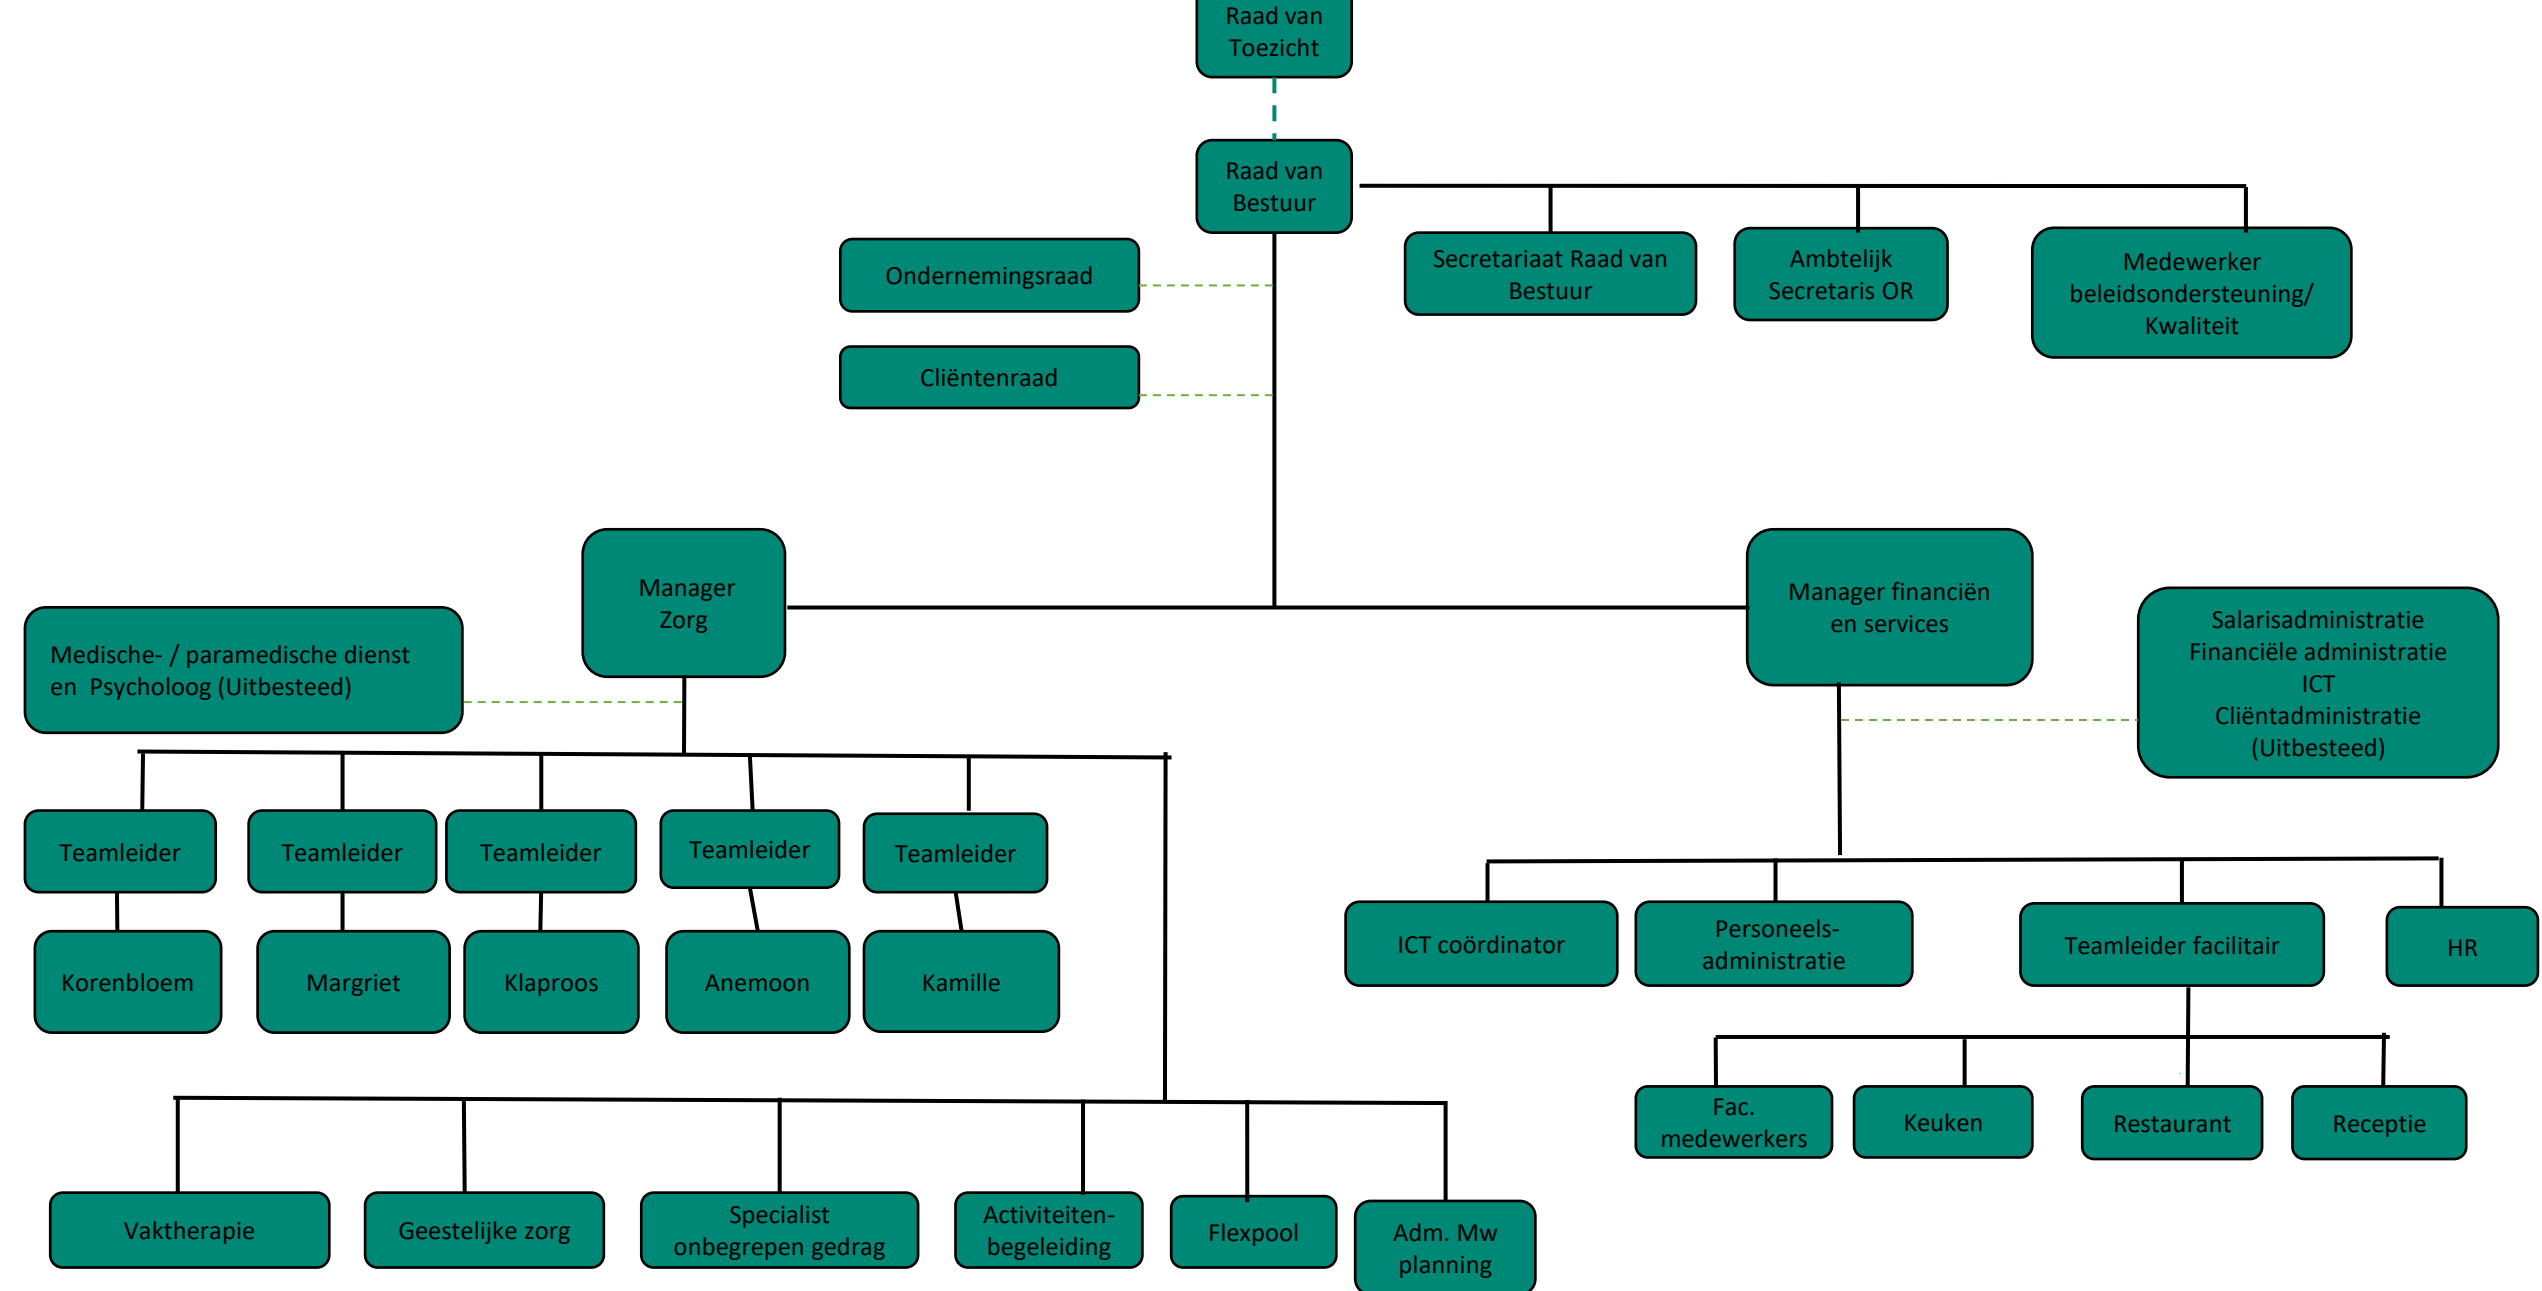 Raad van
Toezicht
Raad van
Bestuur
Ondernemingsraad
Secretariaat Raad van
Bestuur
Ambtelijk
Secretaris OR
Medewerker
beleidsondersteuning/
Kwaliteit
Cliëntenraad
Manager
Zorg
Manager financiën
en services
Medische- / paramedische dienst
en  Psycholoog (Uitbesteed)
Salarisadministratie
Financiële administratie
ICT
Cliëntadministratie
(Uitbesteed)
Teamleider
Teamleider
Teamleider
Teamleider
Teamleider
Korenbloem
Margriet
Klaproos
Anemoon
Kamille
ICT coördinator
Personeels-
administratie
Teamleider facilitair
HR
Fac.
medewerkers
Keuken
Restaurant
Receptie
Vaktherapie
Geestelijke zorg
Specialist
onbegrepen gedrag
Activiteiten-
begeleiding
Flexpool
Adm. Mw
planning